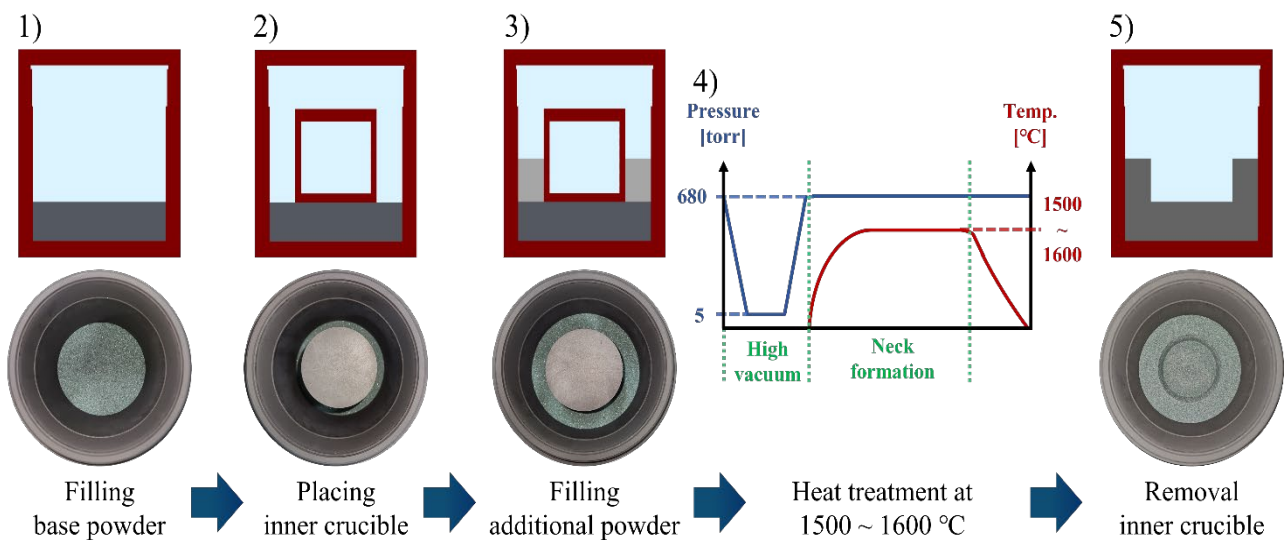 1)
2)
3)
4)
5)
Pressure
[torr]
Temp.
[℃]
680
5
1500
~
1600
High
vacuum
Neck
formation
Filling
base powder
Placing
inner crucible
Filling
additional powder
Heat treatment at
1500 ~ 1600 ℃
Removal
inner crucible